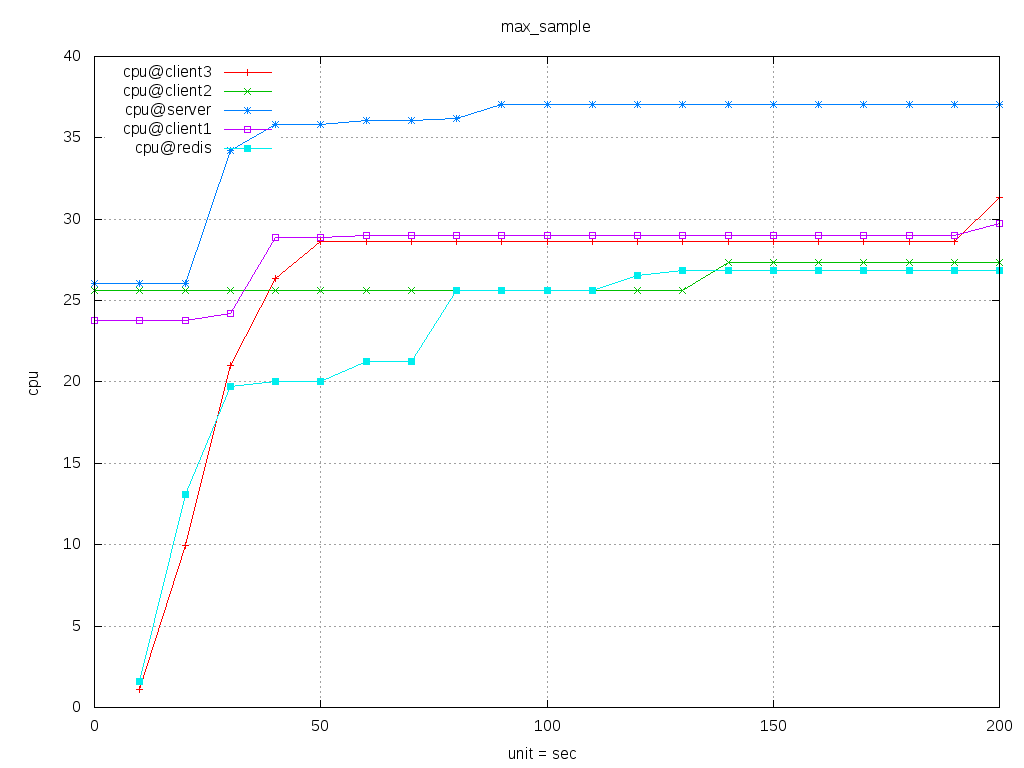 max_sample
40
35
30
25
20
15
10
5
0
cpu@client3
cpu@client2
cpu@server
cpu@client1
cpu@redis
cpu
0 50 100 150 200
unit = sec